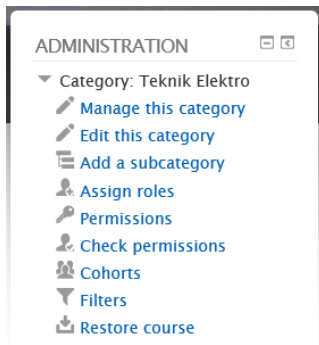 ADMINISTRATION
Category: Teknik Elektro
Manage this category
Edit this category
Add a subcategory
Assign roles
Permissions
Check permissions
Cohorts
Filters
Restore course